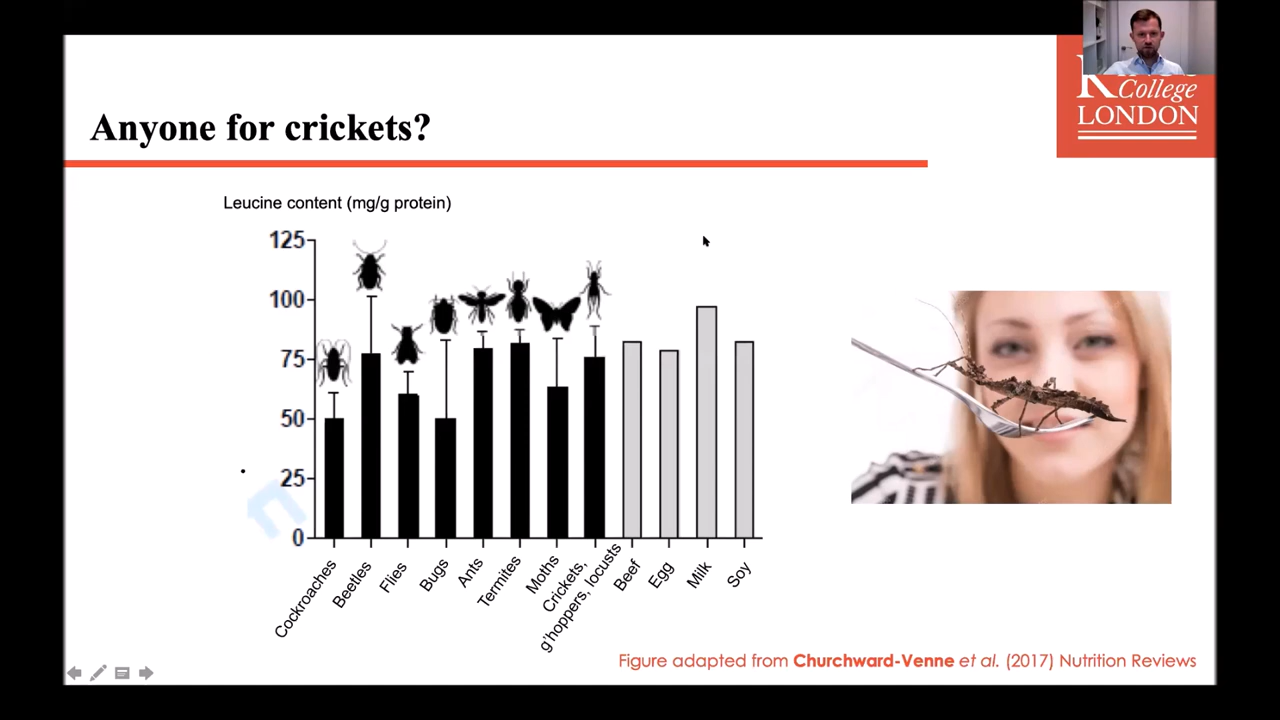 College
LONDON
Anyone for crickets?
Leucine content (mg/g protein)
125
100
75
50
25
0
Cockroaches
Beetles
Flies
Bugs
Ants
Termites
Moths
Crickets,
g'hoppers, locusts
Beef
Egg
Milk
Soy
Figure adapted from Churchward-Venne et al. (2017) Nutrition Reviews